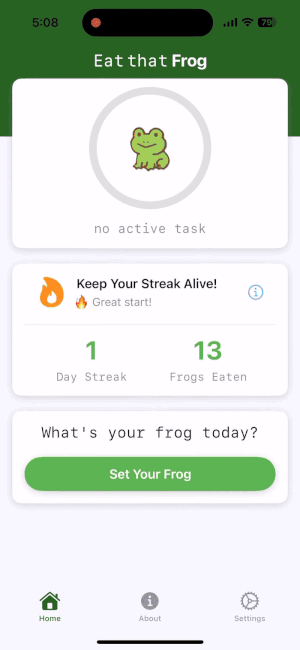 5:08
79
Eat that Frog
no active task
Keep Your Streak Alive!
🔥 Great start!
1
13
Day Streak
Frogs Eaten
What's your frog today?
Set Your Frog
Home
About
Settings